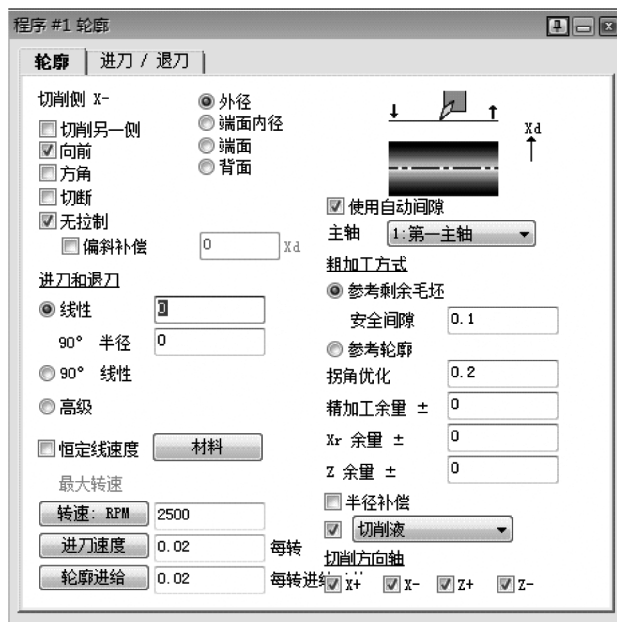 程序 #1 轮廓
轮廓 进刀 / 退刀
切削侧 X-
外径
切削另一侧
端面内径
向前
端面
方角
背面
切断
无拉制
偏斜补偿 0 Xd
Xd
使用自动间隙
主轴 1:第一主轴
进刀和退刀
线性 0
90° 半径 0
90° 线性
高级
粗加工方式
参考剩余毛坯
安全间隙 0.1
参考轮廓
拐角优化 0.2
精加工余量 ± 0
Xr 余量 ± 0
Z 余量 ± 0
恒定线速度 材料
最大转速
转速: RPM 2500
进刀速度 0.02 每转
轮廓进给 0.02 每转进给
半径补偿
切削液
切削方向轴
X+ X- Z+ Z-